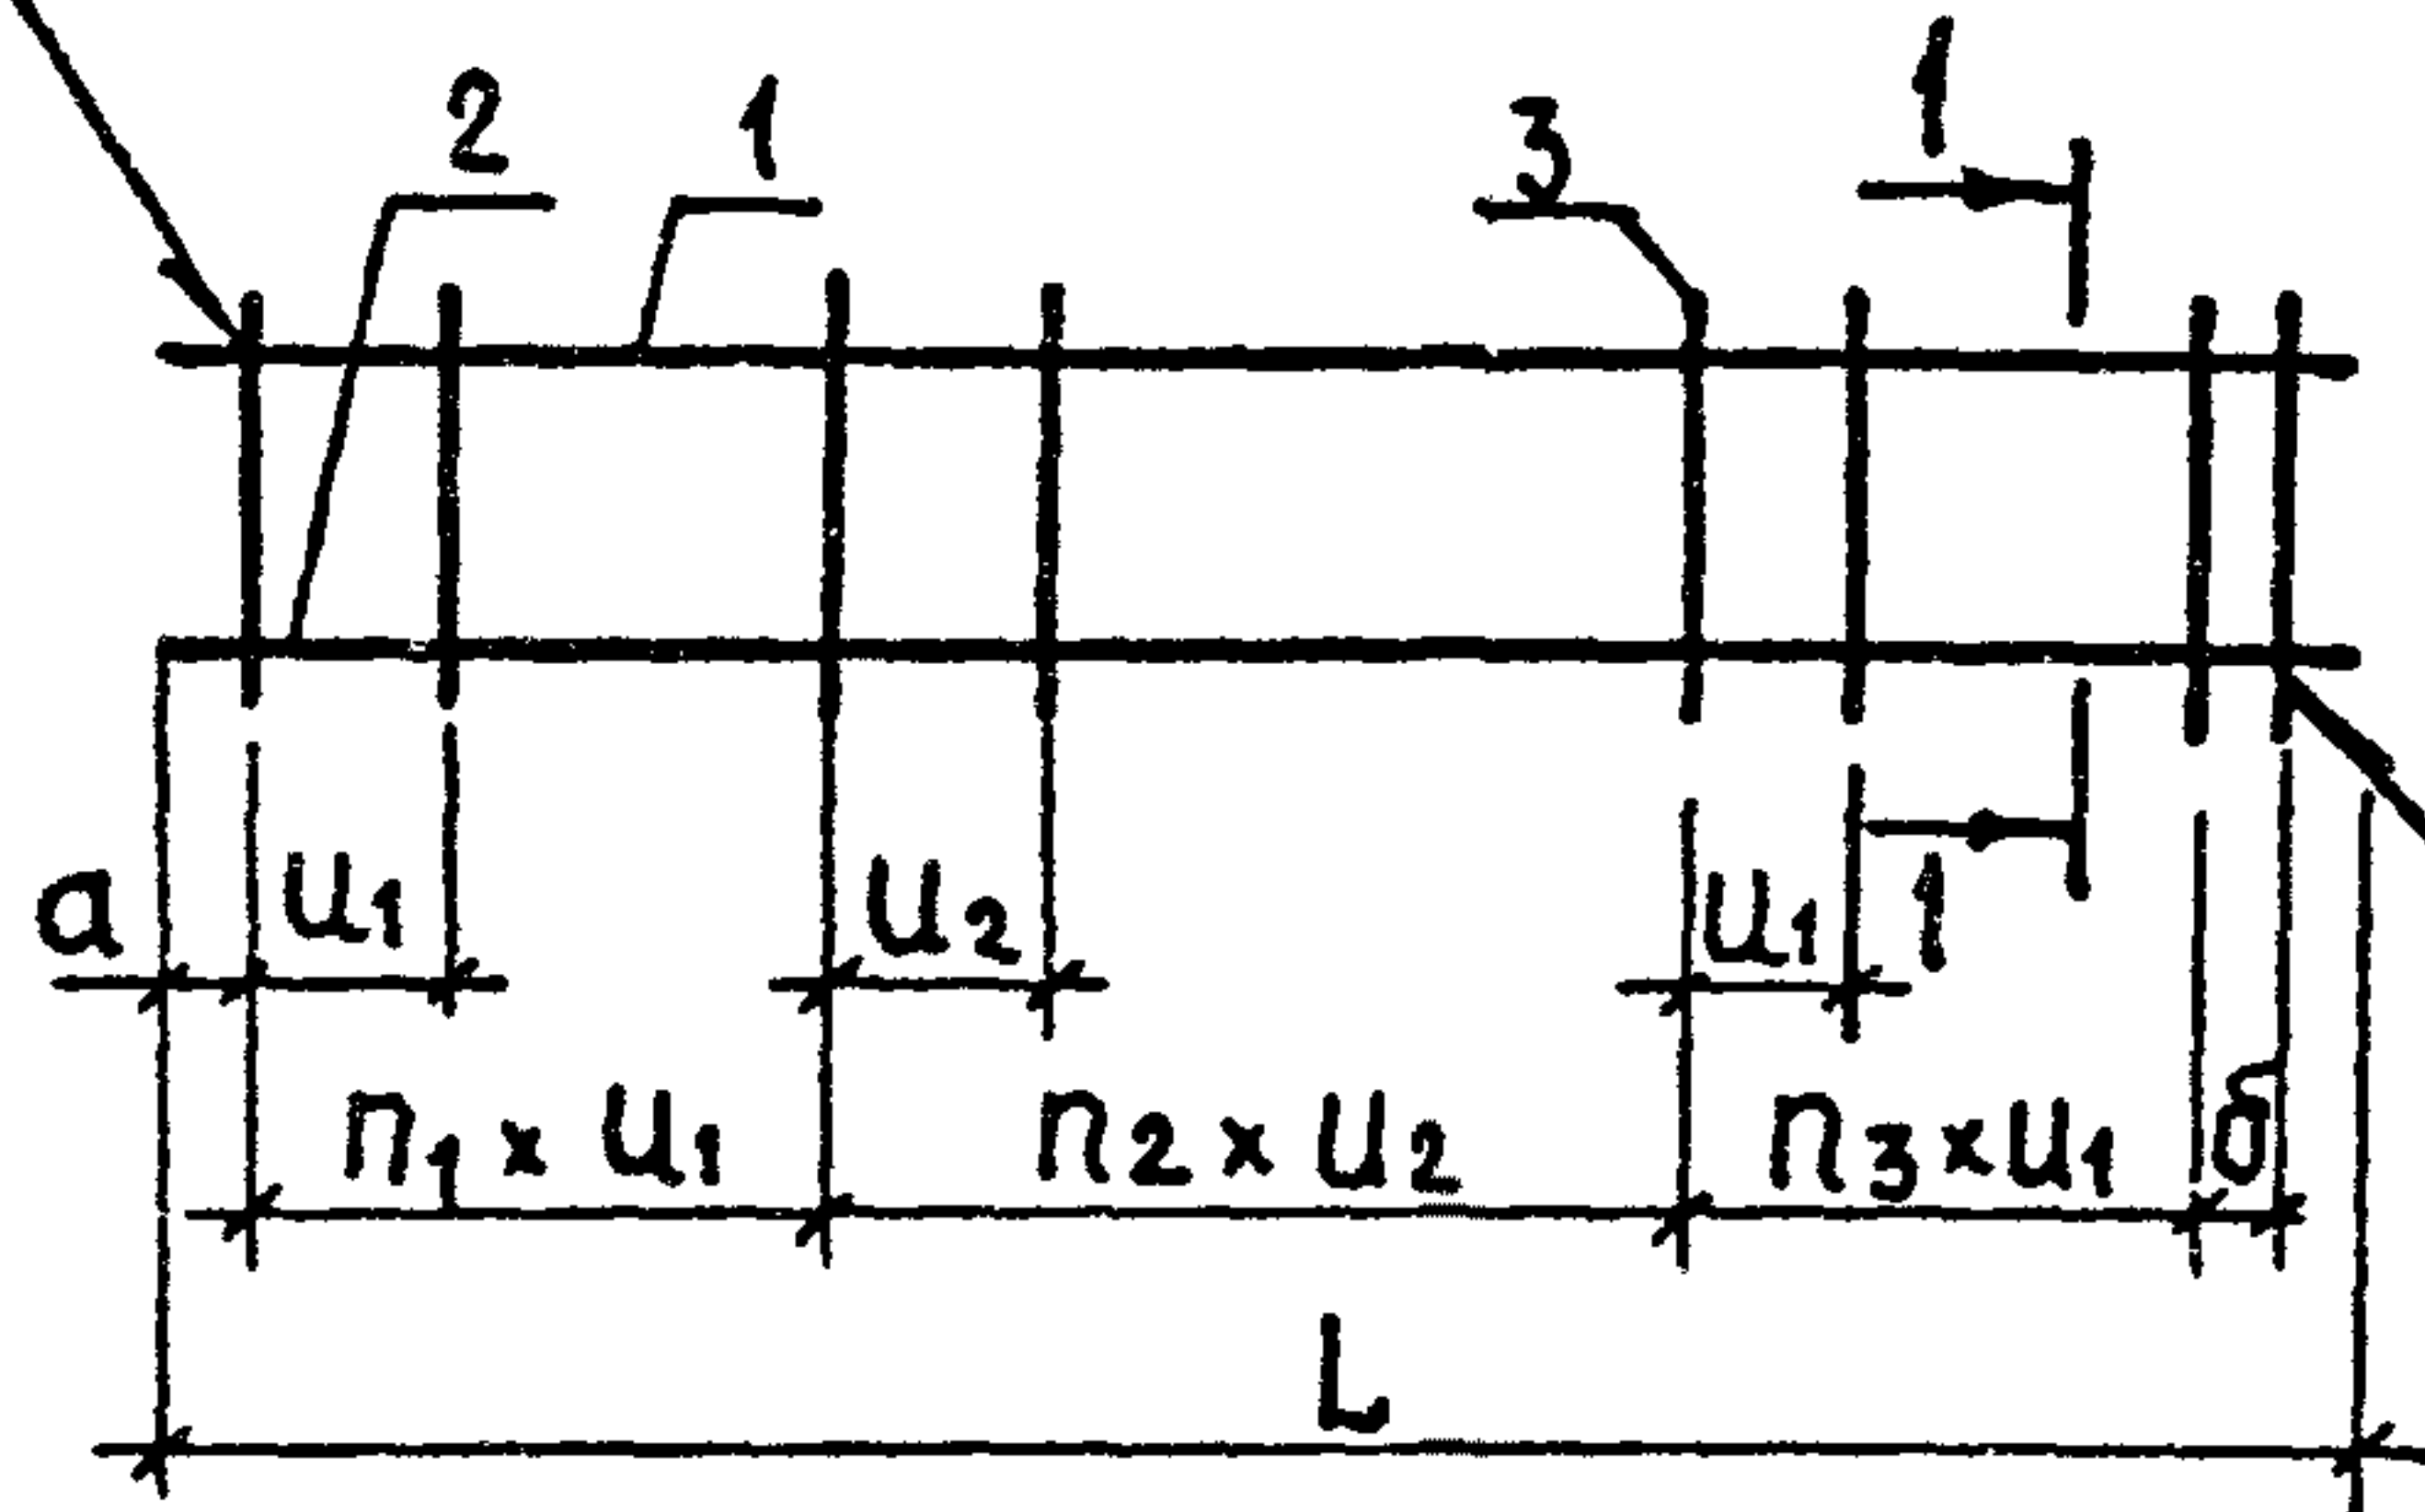 2 1 3 1
a u₁ u₂ u₁ 1
n₁ × u₁ n₂ × u₂ n₃ × u₁ б
L